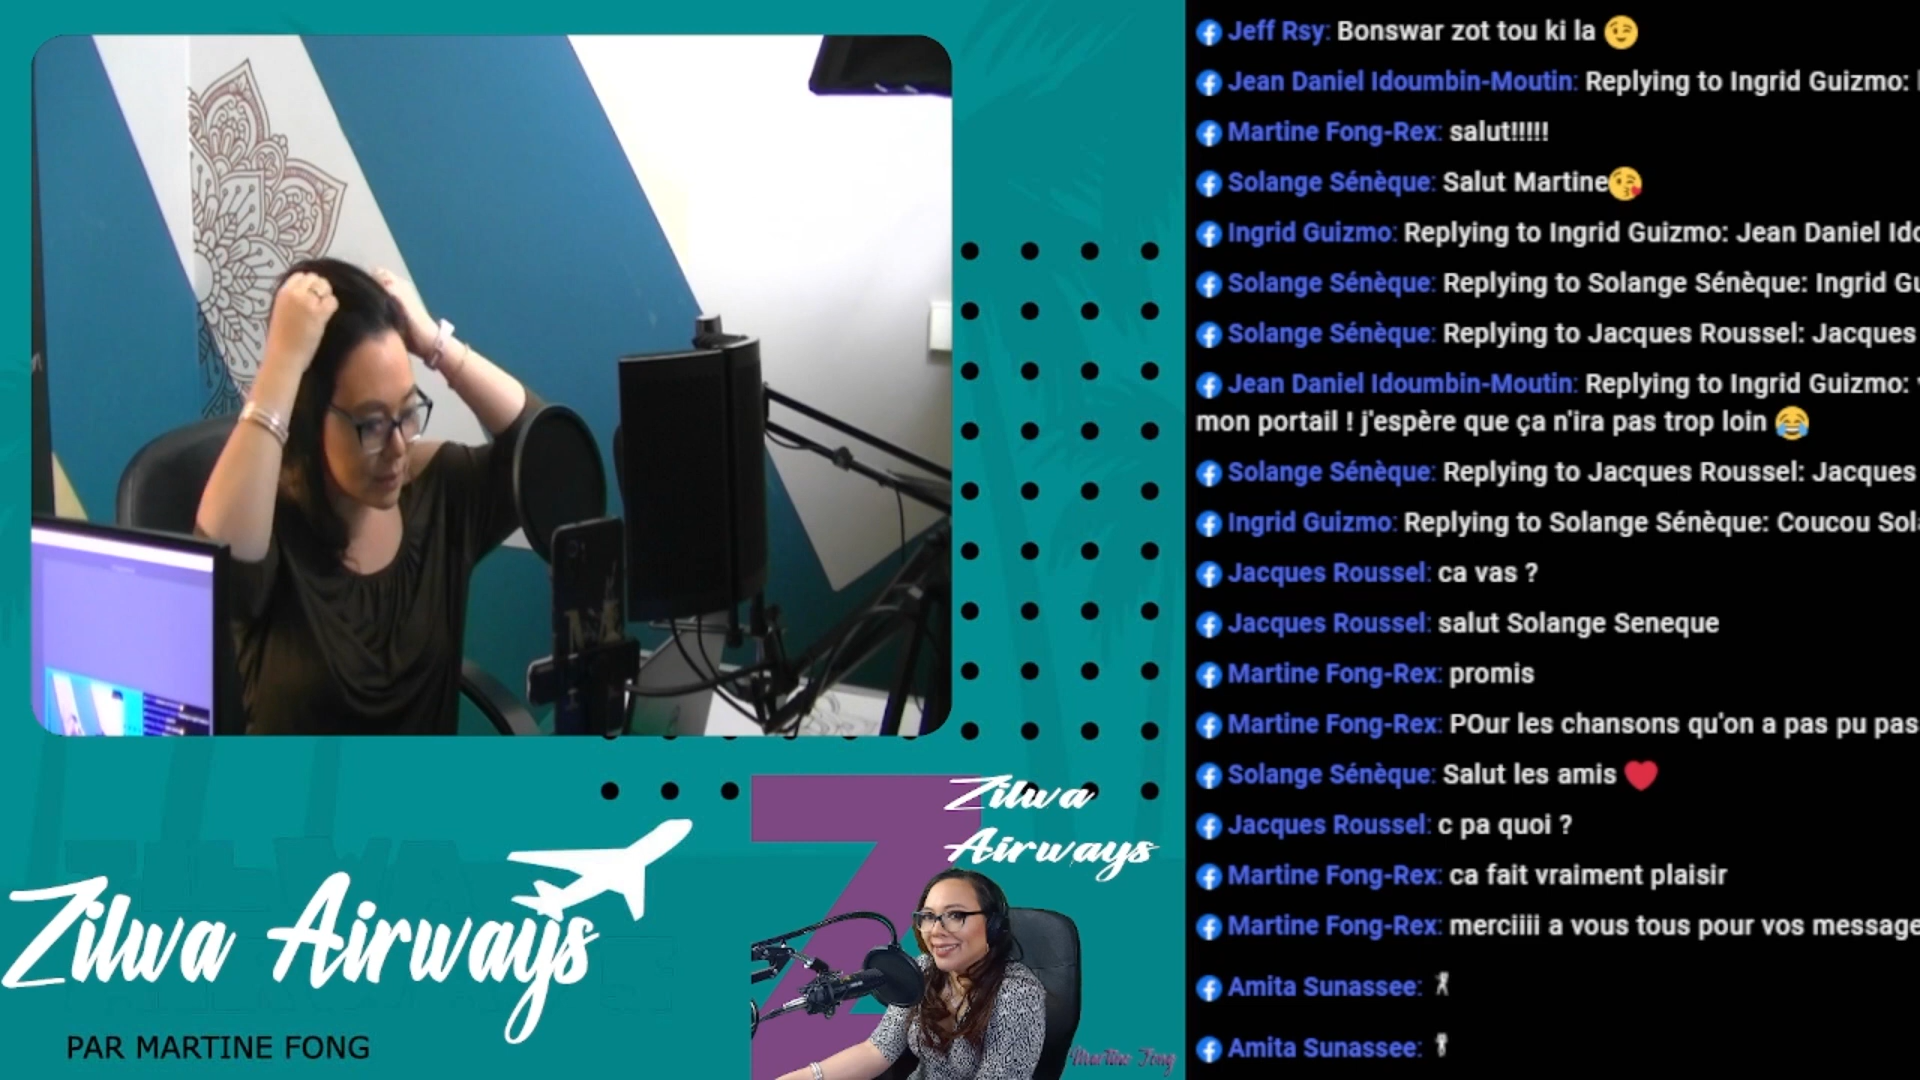 Jeff Rsy: Bonswar zot tou ki la 😉
Jean Daniel Idoumbin-Moutin: Replying to Ingrid Guizmo:
Martine Fong-Rex: salut!!!!!
Solange Sénèque: Salut Martine😘
Ingrid Guizmo: Replying to Ingrid Guizmo: Jean Daniel Ido
Solange Sénèque: Replying to Solange Sénèque: Ingrid Gu
Solange Sénèque: Replying to Jacques Roussel: Jacques
Jean Daniel Idoumbin-Moutin: Replying to Ingrid Guizmo:
mon portail ! j'espère que ça n'ira pas trop loin 😂
Solange Sénèque: Replying to Jacques Roussel: Jacques
Ingrid Guizmo: Replying to Solange Sénèque: Coucou Sol
Jacques Roussel: ca vas ?
Jacques Roussel: salut Solange Seneque
Martine Fong-Rex: promis
Martine Fong-Rex: POur les chansons qu'on a pas pu pas
Solange Sénèque: Salut les amis ❤️
Jacques Roussel: c pa quoi ?
Martine Fong-Rex: ca fait vraiment plaisir
Martine Fong-Rex: merciiii a vous tous pour vos message
Amita Sunassee:
Amita Sunassee:
Zilwa Airways
PAR MARTINE FONG
Zilwa
Airways
Martine Fong